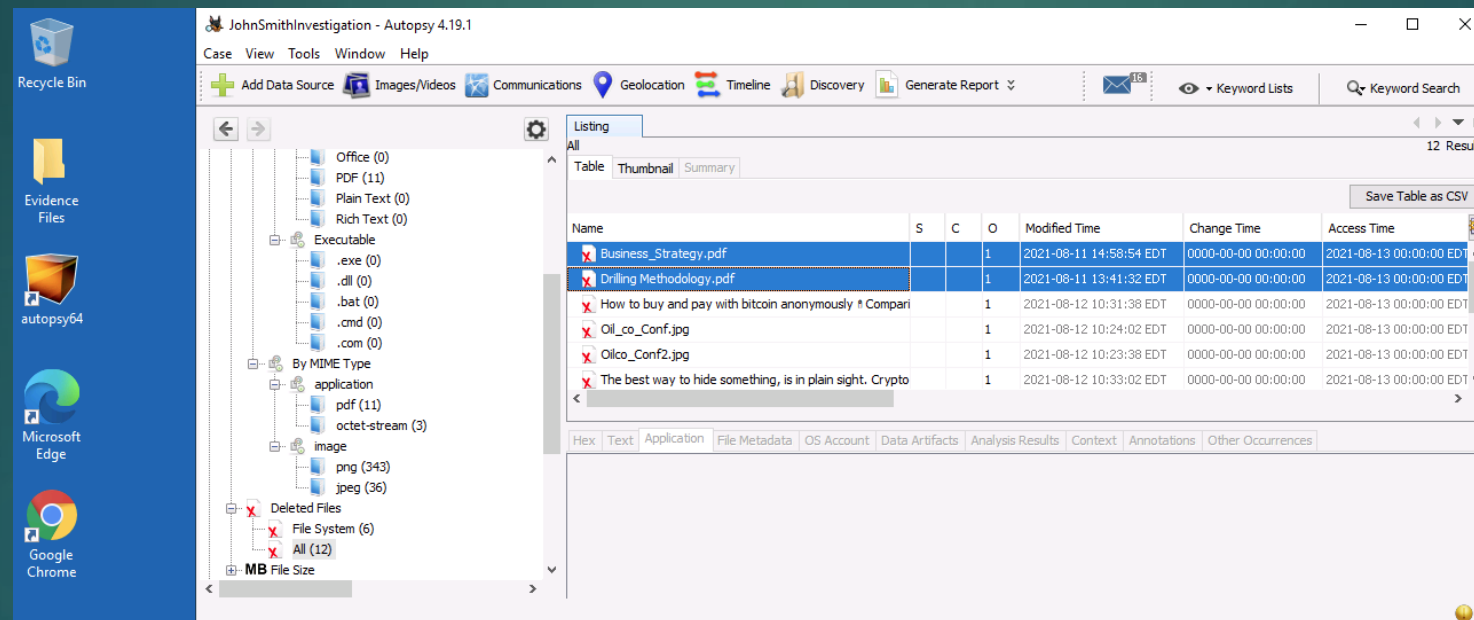 Recycle Bin
Evidence
Files
autopsy64
Microsoft
Edge
Google
Chrome
JohnSmithInvestigation - Autopsy 4.19.1
Case View Tools Window Help
Add Data Source Images/Videos Communications Geolocation Timeline Discovery Generate Report 16 Keyword Lists Keyword Search
Office (0)
PDF (11)
Plain Text (0)
Rich Text (0)
Executable
.exe (0)
.dll (0)
.bat (0)
.cmd (0)
.com (0)
By MIME Type
application
pdf (11)
octet-stream (3)
image
png (343)
jpeg (36)
Deleted Files
File System (6)
All (12)
MB File Size
Listing
All 12 Resu
Table Thumbnail Summary
Save Table as CSV
Name S C O Modified Time Change Time Access Time
Business_Strategy.pdf 1 2021-08-11 14:58:54 EDT 0000-00-00 00:00:00 2021-08-13 00:00:00 EDT
Drilling Methodology.pdf 1 2021-08-11 13:41:32 EDT 0000-00-00 00:00:00 2021-08-13 00:00:00 EDT
How to buy and pay with bitcoin anonymously Compari 1 2021-08-12 10:31:38 EDT 0000-00-00 00:00:00 2021-08-13 00:00:00 EDT
Oil_co_Conf.jpg 1 2021-08-12 10:24:02 EDT 0000-00-00 00:00:00 2021-08-13 00:00:00 EDT
Oilco_Conf2.jpg 1 2021-08-12 10:23:38 EDT 0000-00-00 00:00:00 2021-08-13 00:00:00 EDT
The best way to hide something, is in plain sight. Crypto 1 2021-08-12 10:33:02 EDT 0000-00-00 00:00:00 2021-08-13 00:00:00 EDT
Hex Text Application File Metadata OS Account Data Artifacts Analysis Results Context Annotations Other Occurrences